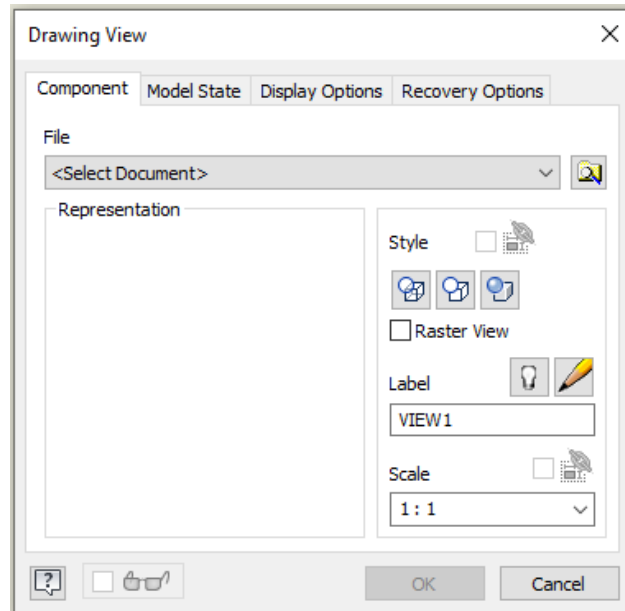 Drawing View
Component
Model State
Display Options
Recovery Options
File
<Select Document>
Representation
Style
Raster View
Label
VIEW1
Scale
1 : 1
OK
Cancel